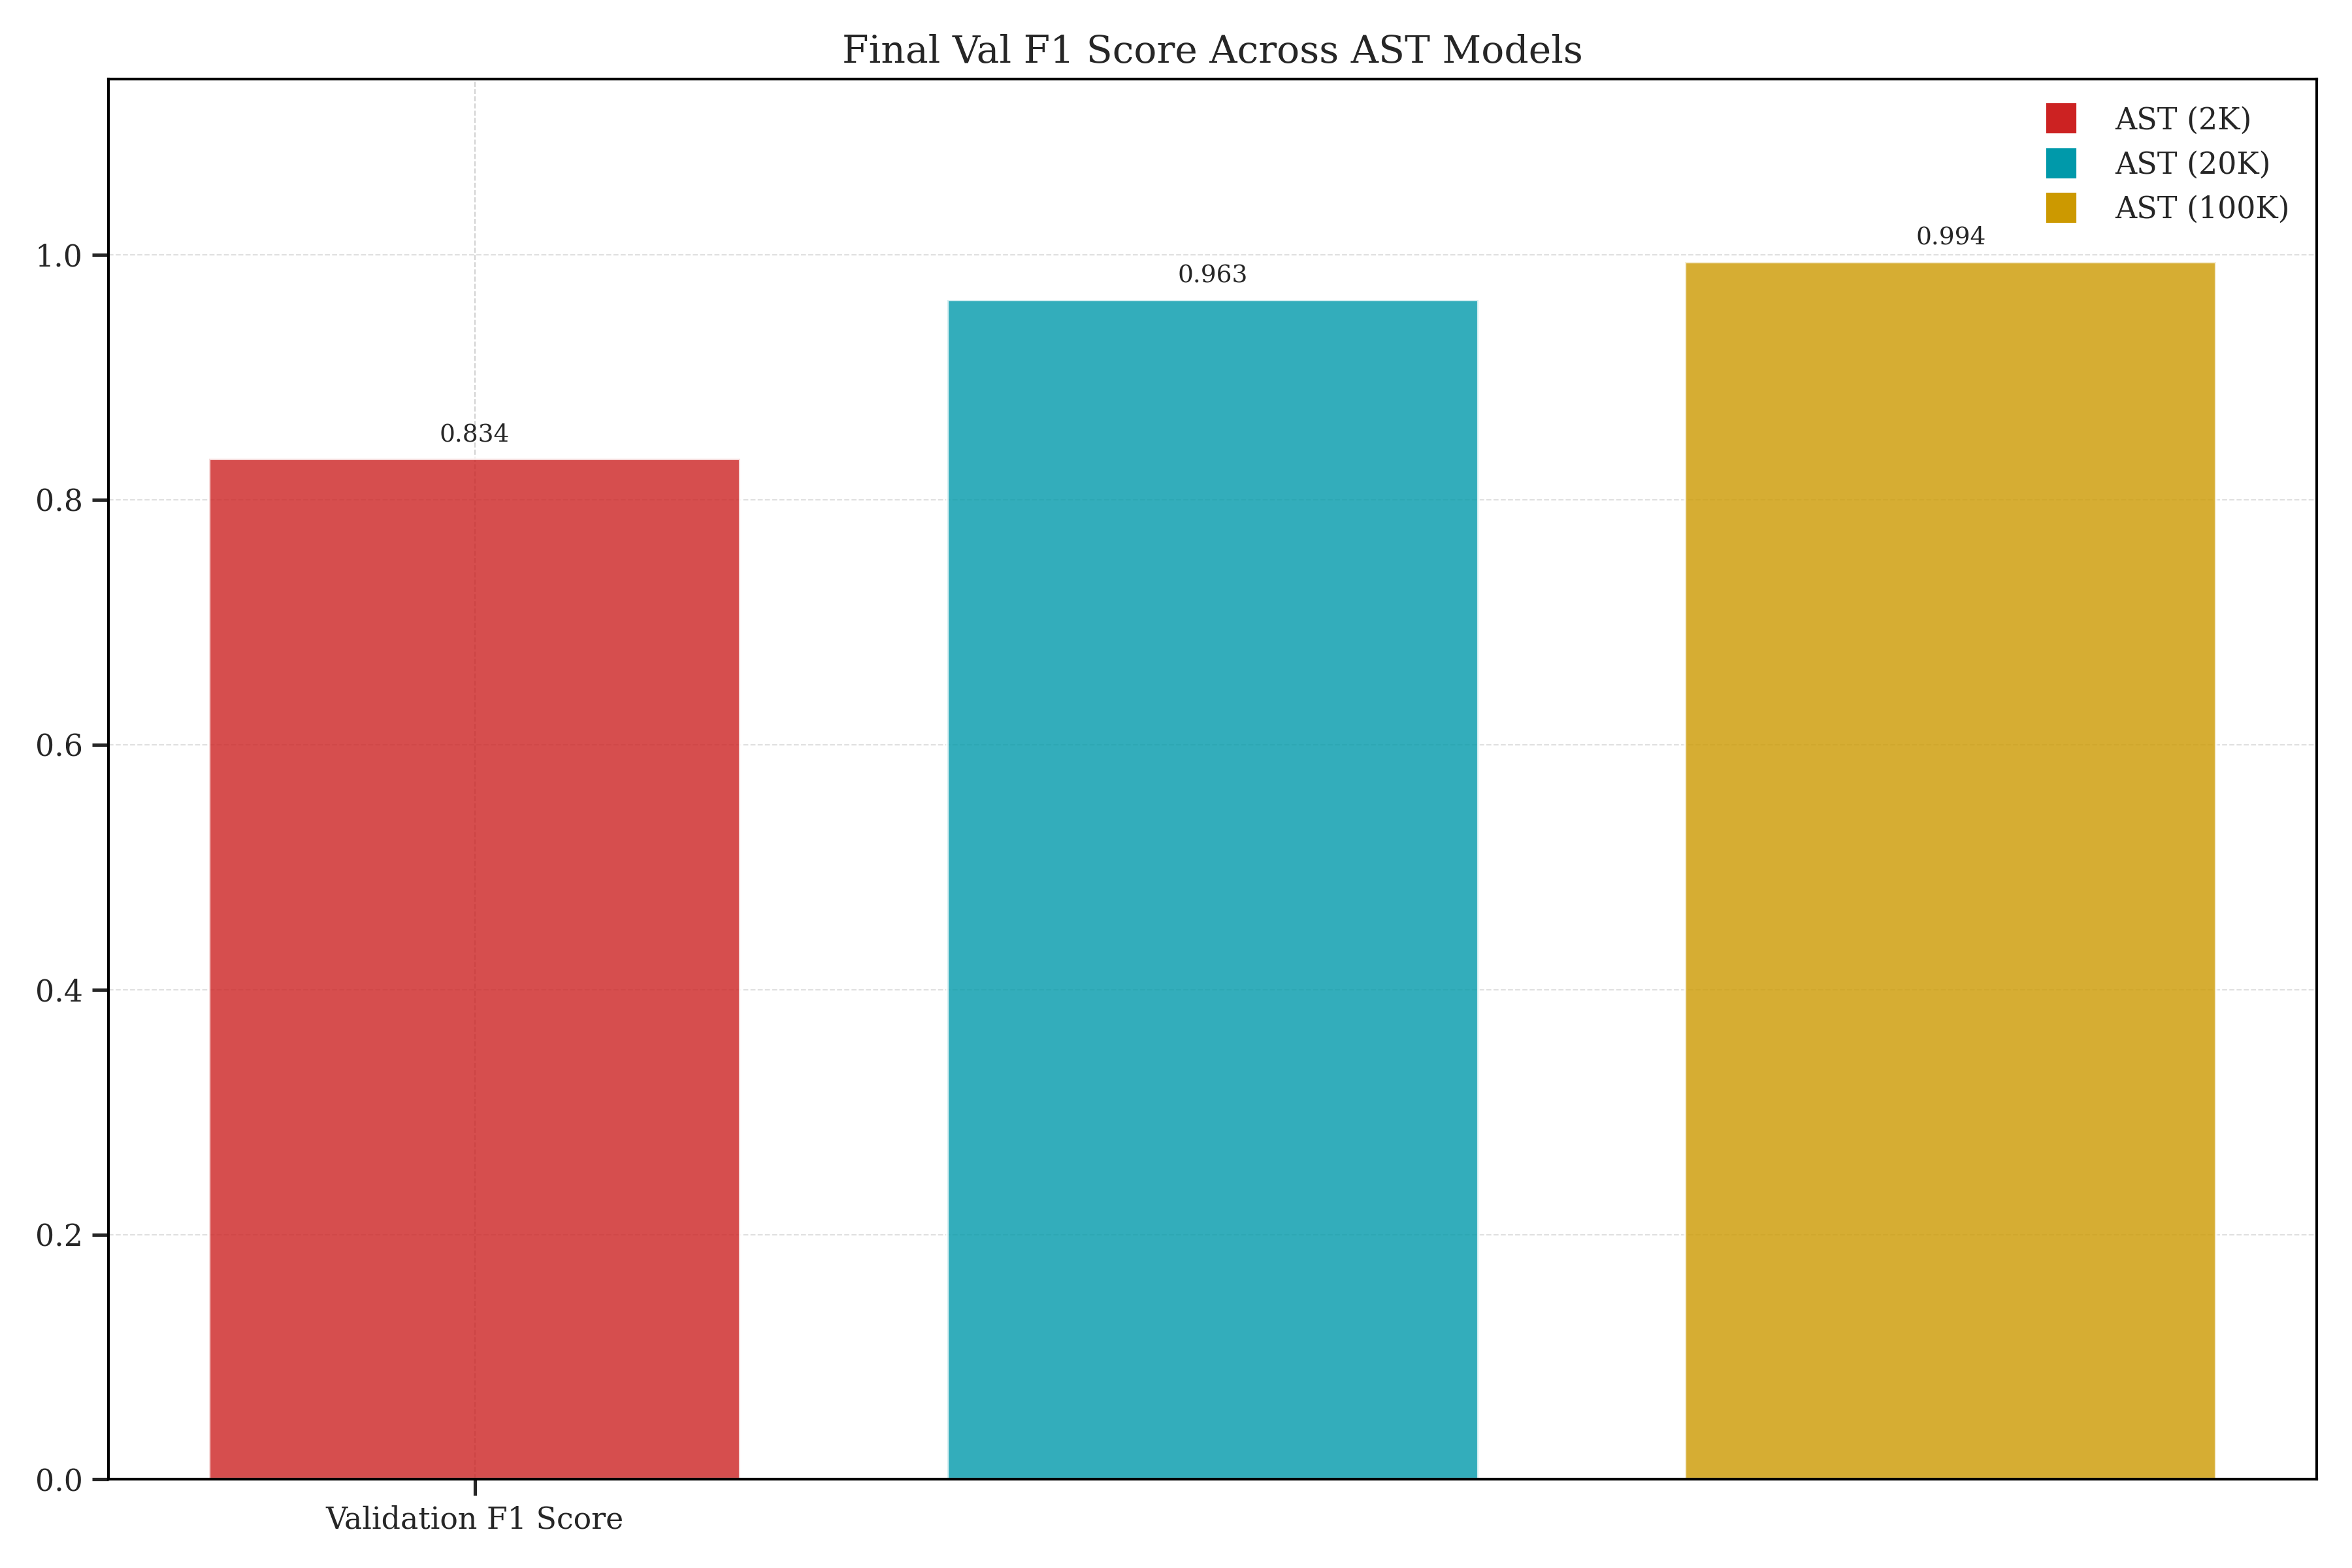 Final Val F1 Score Across AST Models
AST (2K)
AST (20K)
AST (100K)
0.994
0.963
0.834
1.0
0.8
0.6
0.4
0.2
0.0
Validation F1 Score